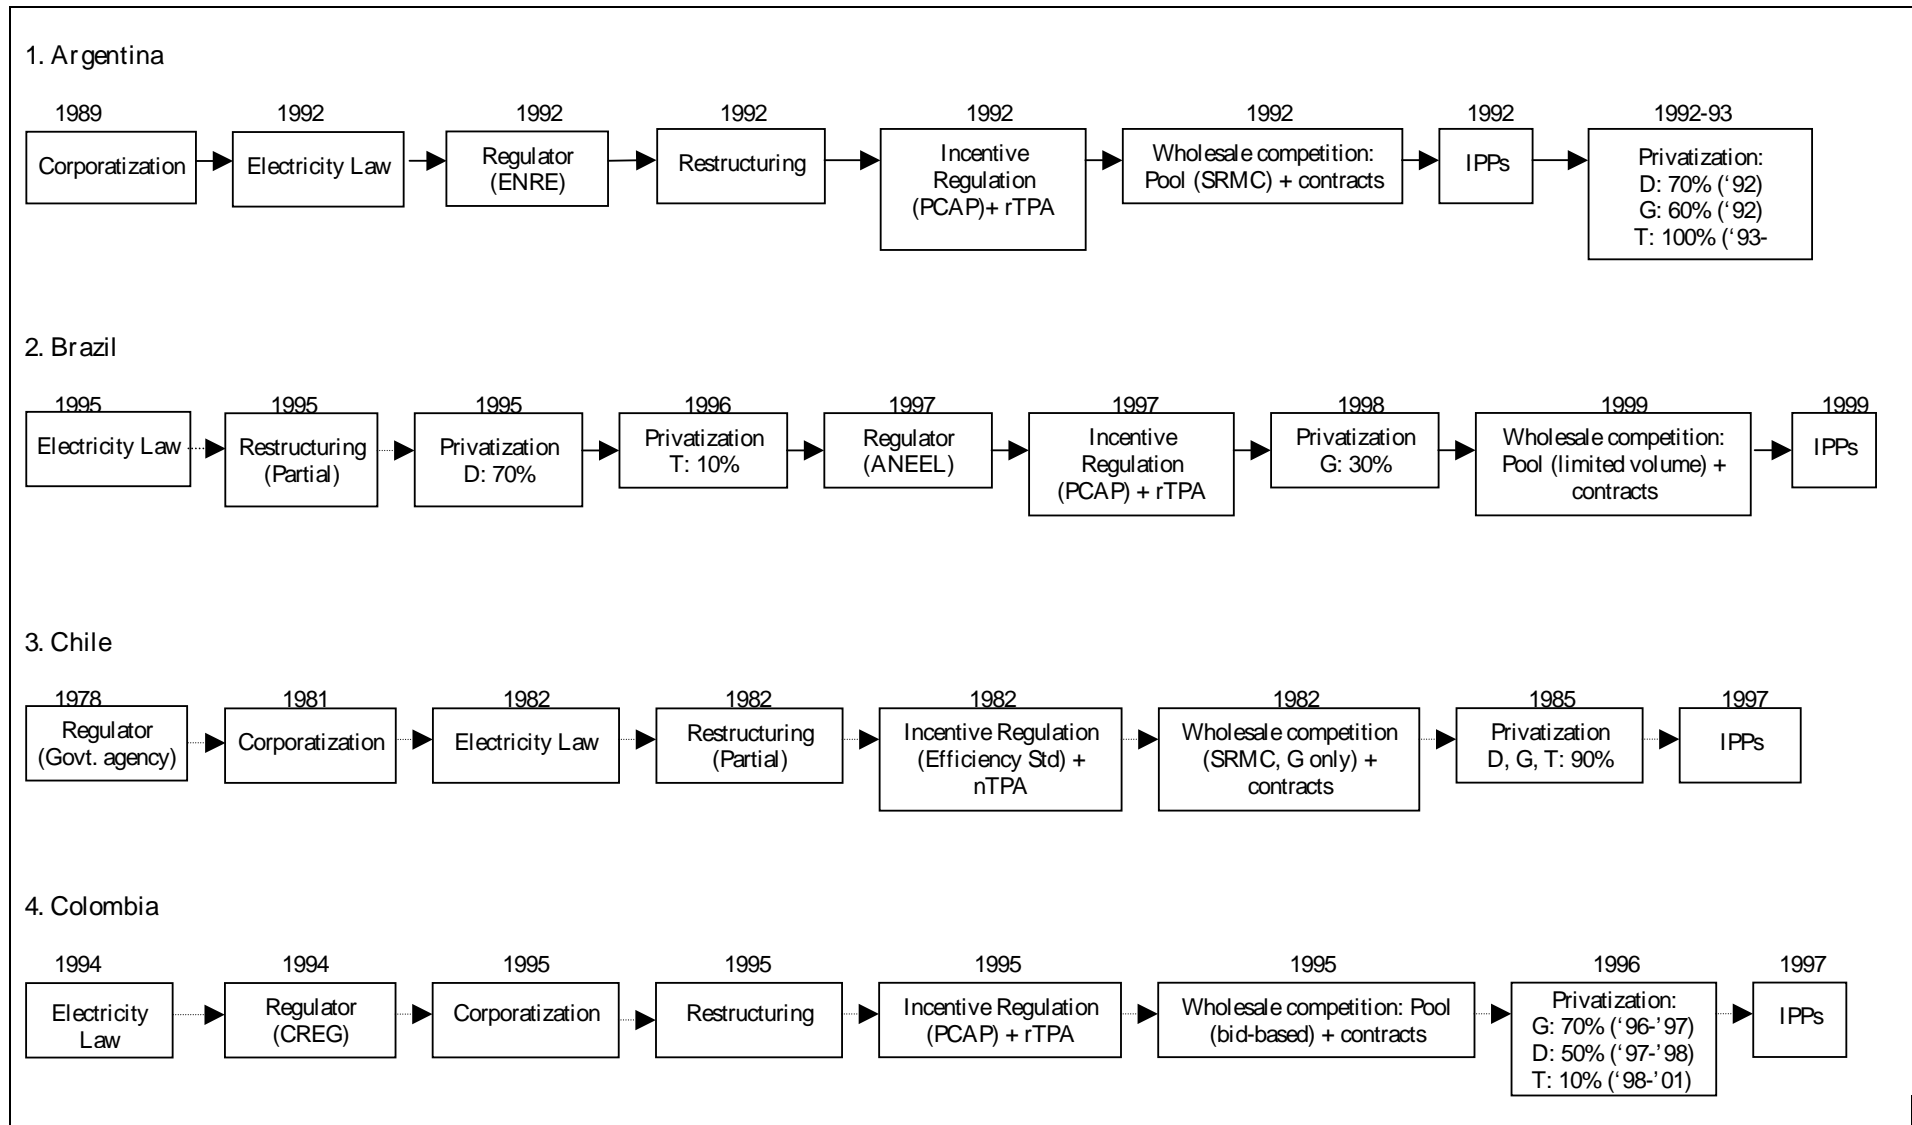 1. Argentina
1989
1992
1992
1992
1992
1992
1992
1992-93
Corporatization
Electricity Law
Regulator
(ENRE)
Restructuring
Incentive
Regulation
(PCAP)+ rTPA
Wholesale competition:
Pool (SRMC) + contracts
IPPs
Privatization:
D: 70% (‘92)
G: 60% (‘92)
T: 100% (‘93-
2. Brazil
1995
1995
1995
1996
1997
1997
1998
1999
1999
Electricity Law
Restructuring
(Partial)
Privatization
D: 70%
Privatization
T: 10%
Regulator
(ANEEL)
Incentive
Regulation
(PCAP) + rTPA
Privatization
G: 30%
Wholesale competition:
Pool (limited volume) +
contracts
IPPs
3. Chile
1978
1981
1982
1982
1982
1982
1985
1997
Regulator
(Govt. agency)
Corporatization
Electricity Law
Restructuring
(Partial)
Incentive Regulation
(Efficiency Std) +
nTPA
Wholesale competition
(SRMC, G only) +
contracts
Privatization
D, G, T: 90%
IPPs
4. Colombia
1994
1994
1995
1995
1995
1995
1996
1997
Electricity
Law
Regulator
(CREG)
Corporatization
Restructuring
Incentive Regulation
(PCAP) + rTPA
Wholesale competition: Pool
(bid-based) + contracts
Privatization:
G: 70% (‘96-’97)
D: 50% (‘97-’98)
T: 10% (‘98-’01)
IPPs